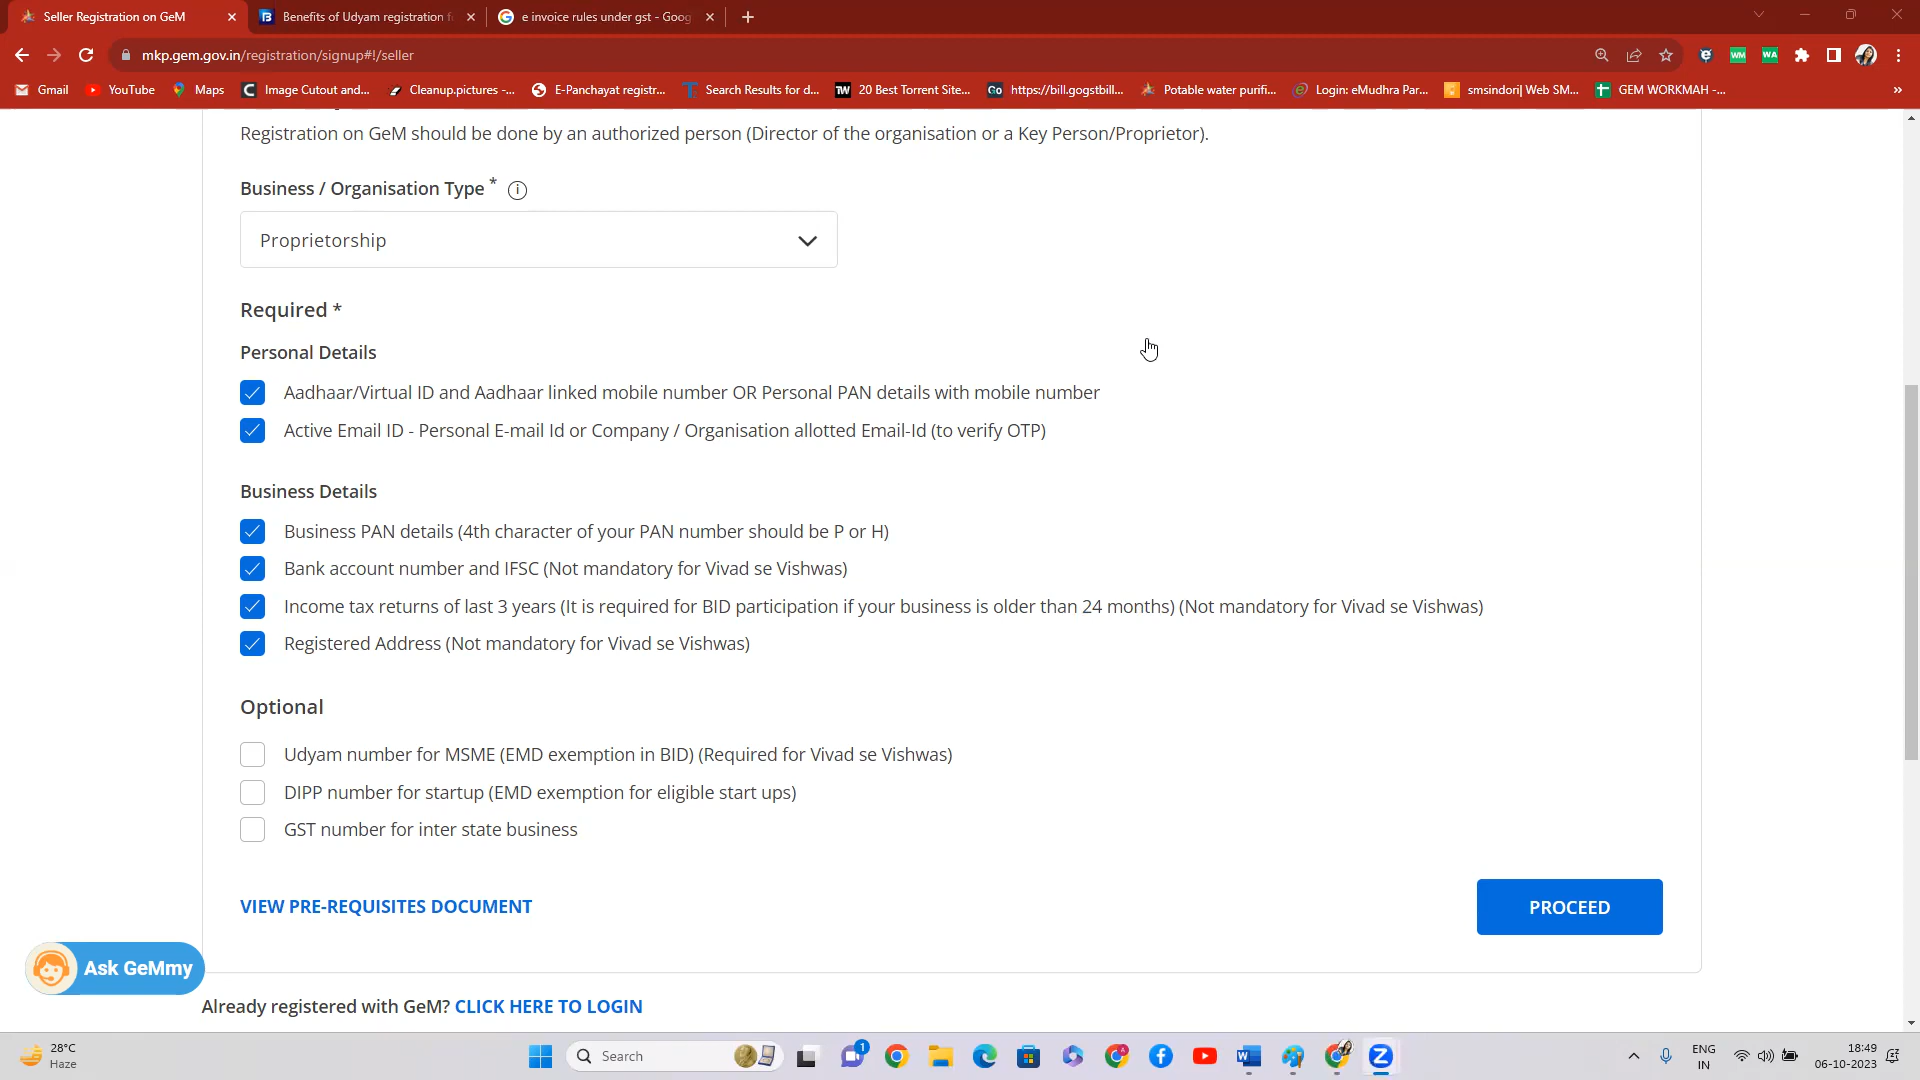 Seller Registration on GeM
Benefits of Udyam registration f
e invoice rules under gst - Goog
mkp.gem.gov.in/registration/signup#!/seller
Gmail
YouTube
Maps
Image Cutout and...
Cleanup.pictures -...
E-Panchayat registr...
Search Results for d...
20 Best Torrent Site...
https://bill.gogstbill...
Potable water purifi...
Login: eMudhra Par...
smsindori| Web SM...
GEM WORKMAH -...
Registration on GeM should be done by an authorized person (Director of the organisation or a Key Person/Proprietor).
Business / Organisation Type *
Proprietorship
Required *
Personal Details
Aadhaar/Virtual ID and Aadhaar linked mobile number OR Personal PAN details with mobile number
Active Email ID - Personal E-mail Id or Company / Organisation allotted Email-Id (to verify OTP)
Business Details
Business PAN details (4th character of your PAN number should be P or H)
Bank account number and IFSC (Not mandatory for Vivad se Vishwas)
Income tax returns of last 3 years (It is required for BID participation if your business is older than 24 months) (Not mandatory for Vivad se Vishwas)
Registered Address (Not mandatory for Vivad se Vishwas)
Optional
Udyam number for MSME (EMD exemption in BID) (Required for Vivad se Vishwas)
DIPP number for startup (EMD exemption for eligible start ups)
GST number for inter state business
VIEW PRE-REQUISITES DOCUMENT
PROCEED
Ask GeMmy
Already registered with GeM? CLICK HERE TO LOGIN
28°C
Haze
Search
1
ENG
IN
18:49
06-10-2023